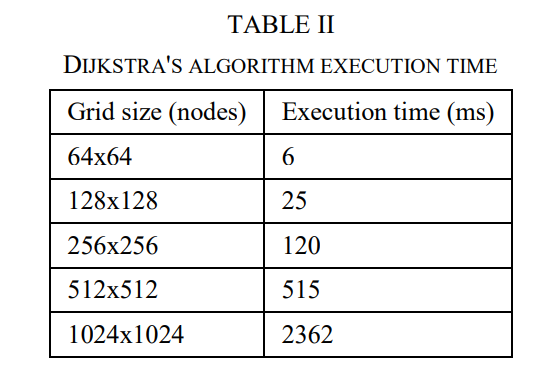 TABLE II
DIJKSTRA'S ALGORITHM EXECUTION TIME
Grid size (nodes) Execution time (ms)
64x64 6
128x128 25
256x256 120
512x512 515
1024x1024 2362